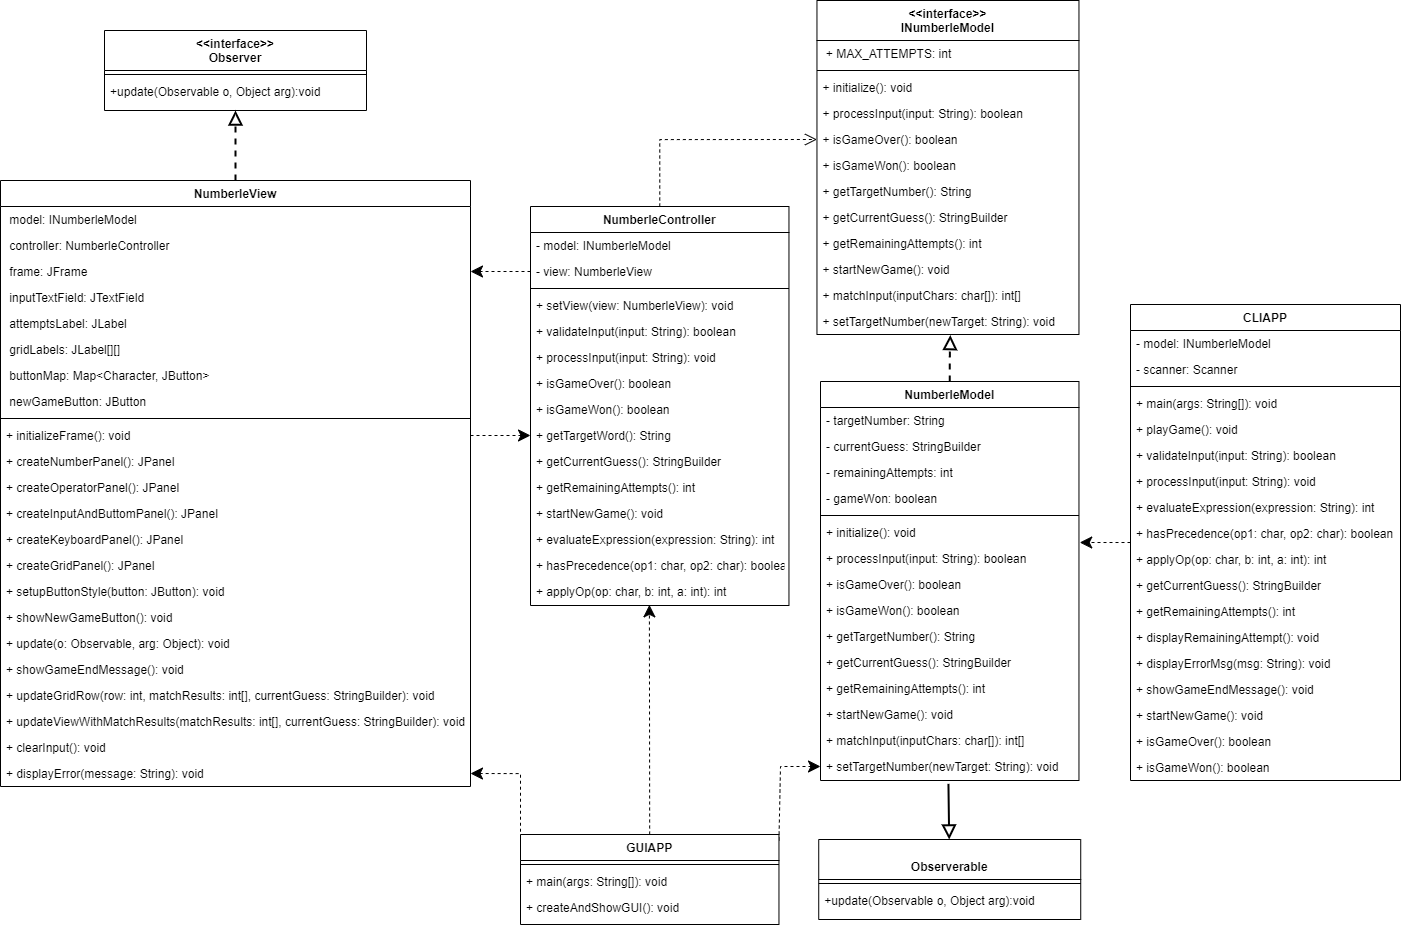 <<interface>>
Observer
+update(Observable o, Object arg):void
NumberleView
model: INumberleModel
controller: NumberleController
frame: JFrame
inputTextField: JTextField
attemptsLabel: JLabel
gridLabels: JLabel[][]
buttonMap: Map<Character, JButton>
newGameButton: JButton
+ initializeFrame(): void
+ createNumberPanel(): JPanel
+ createOperatorPanel(): JPanel
+ createInputAndButtomPanel(): JPanel
+ createKeyboardPanel(): JPanel
+ createGridPanel(): JPanel
+ setupButtonStyle(button: JButton): void
+ showNewGameButton(): void
+ update(o: Observable, arg: Object): void
+ showGameEndMessage(): void
+ updateGridRow(row: int, matchResults: int[], currentGuess: StringBuilder): void
+ updateViewWithMatchResults(matchResults: int[], currentGuess: StringBuilder): void
+ clearInput(): void
+ displayError(message: String): void
NumberleController
- model: INumberleModel
- view: NumberleView
+ setView(view: NumberleView): void
+ validateInput(input: String): boolean
+ processInput(input: String): void
+ isGameOver(): boolean
+ isGameWon(): boolean
+ getTargetWord(): String
+ getCurrentGuess(): StringBuilder
+ getRemainingAttempts(): int
+ startNewGame(): void
+ evaluateExpression(expression: String): int
+ hasPrecedence(op1: char, op2: char): boolea
+ applyOp(op: char, b: int, a: int): int
<<interface>>
INumberleModel
+ MAX_ATTEMPTS: int
+ initialize(): void
+ processInput(input: String): boolean
+ isGameOver(): boolean
+ isGameWon(): boolean
+ getTargetNumber(): String
+ getCurrentGuess(): StringBuilder
+ getRemainingAttempts(): int
+ startNewGame(): void
+ matchInput(inputChars: char[]): int[]
+ setTargetNumber(newTarget: String): void
NumberleModel
- targetNumber: String
- currentGuess: StringBuilder
- remainingAttempts: int
- gameWon: boolean
+ initialize(): void
+ processInput(input: String): boolean
+ isGameOver(): boolean
+ isGameWon(): boolean
+ getTargetNumber(): String
+ getCurrentGuess(): StringBuilder
+ getRemainingAttempts(): int
+ startNewGame(): void
+ matchInput(inputChars: char[]): int[]
+ setTargetNumber(newTarget: String): void
CLIAPP
- model: INumberleModel
- scanner: Scanner
+ main(args: String[]): void
+ playGame(): void
+ validateInput(input: String): boolean
+ processInput(input: String): void
+ evaluateExpression(expression: String): int
+ hasPrecedence(op1: char, op2: char): boolean
+ applyOp(op: char, b: int, a: int): int
+ getCurrentGuess(): StringBuilder
+ getRemainingAttempts(): int
+ displayRemainingAttempt(): void
+ displayErrorMsg(msg: String): void
+ showGameEndMessage(): void
+ startNewGame(): void
+ isGameOver(): boolean
+ isGameWon(): boolean
GUIAPP
+ main(args: String[]): void
+ createAndShowGUI(): void
Observerable
+update(Observable o, Object arg):void